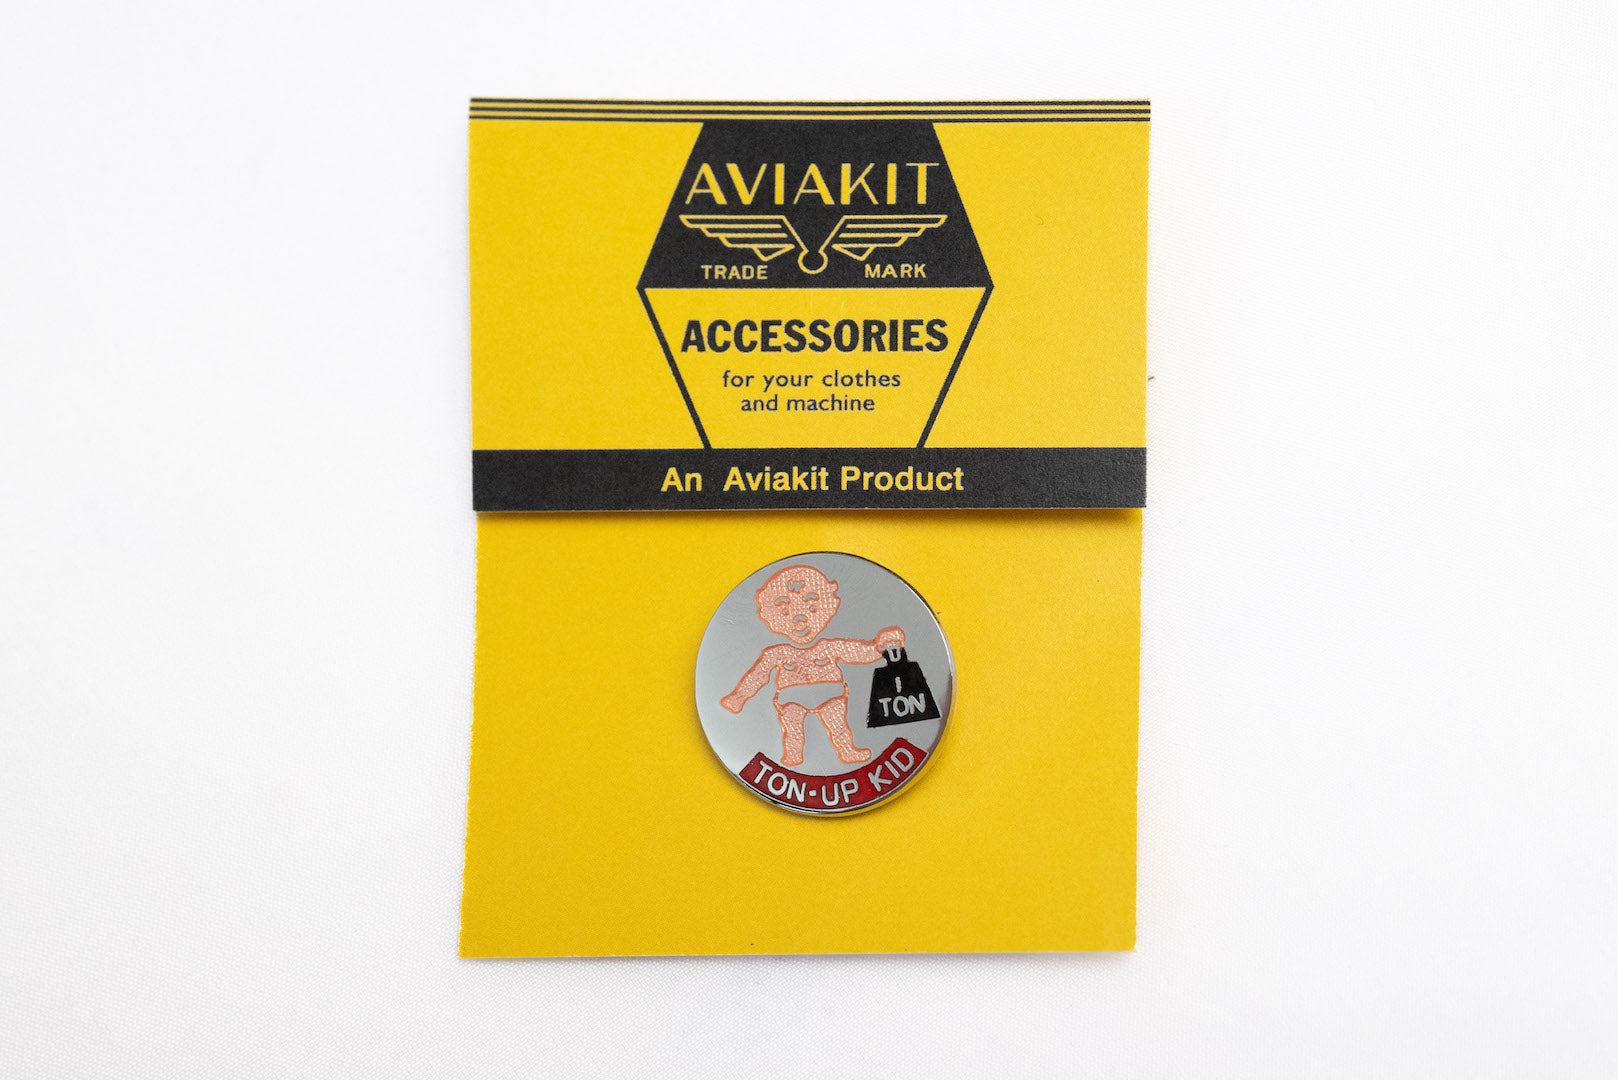 AVIAKIT
TRADE MARK
ACCESSORIES
for your clothes
and machine
An Aviakit Product
1
TON
TON-UP KID